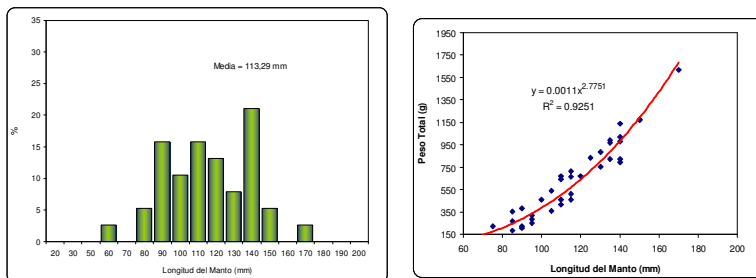 35
30
25
20
15
10
5
0
%
Media = 113,29 mm
20 30 40 50 60 70 80 90 100 110 120 130 140 150 160 170 180 190 200
Longitud del Manto (mm)
1950
1750
1550
1350
1150
950
750
550
350
150
Peso Total (g)
y = 0.0011x^2.7751
R² = 0.9251
60 80 100 120 140 160 180 200
Longitud del Manto (mm)